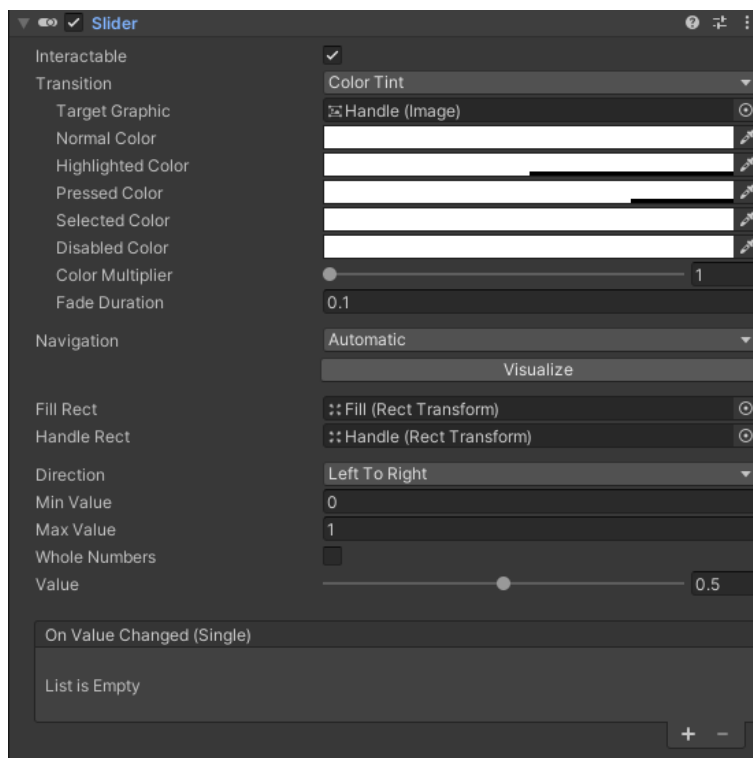 Slider
Interactable
Transition Color Tint
Target Graphic Handle (Image)
Normal Color
Highlighted Color
Pressed Color
Selected Color
Disabled Color
Color Multiplier 1
Fade Duration 0.1
Navigation Automatic
Visualize
Fill Rect Fill (Rect Transform)
Handle Rect Handle (Rect Transform)
Direction Left To Right
Min Value 0
Max Value 1
Whole Numbers
Value 0.5
On Value Changed (Single)
List is Empty